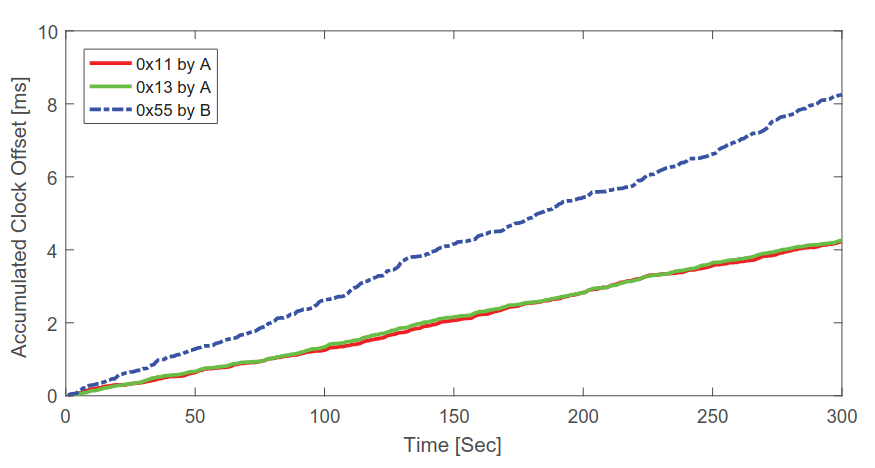 10
8
6
4
2
0
0x11 by A
0x13 by A
0x55 by B
Accumulated Clock Offset [ms]
0 50 100 150 200 250 300
Time [Sec]